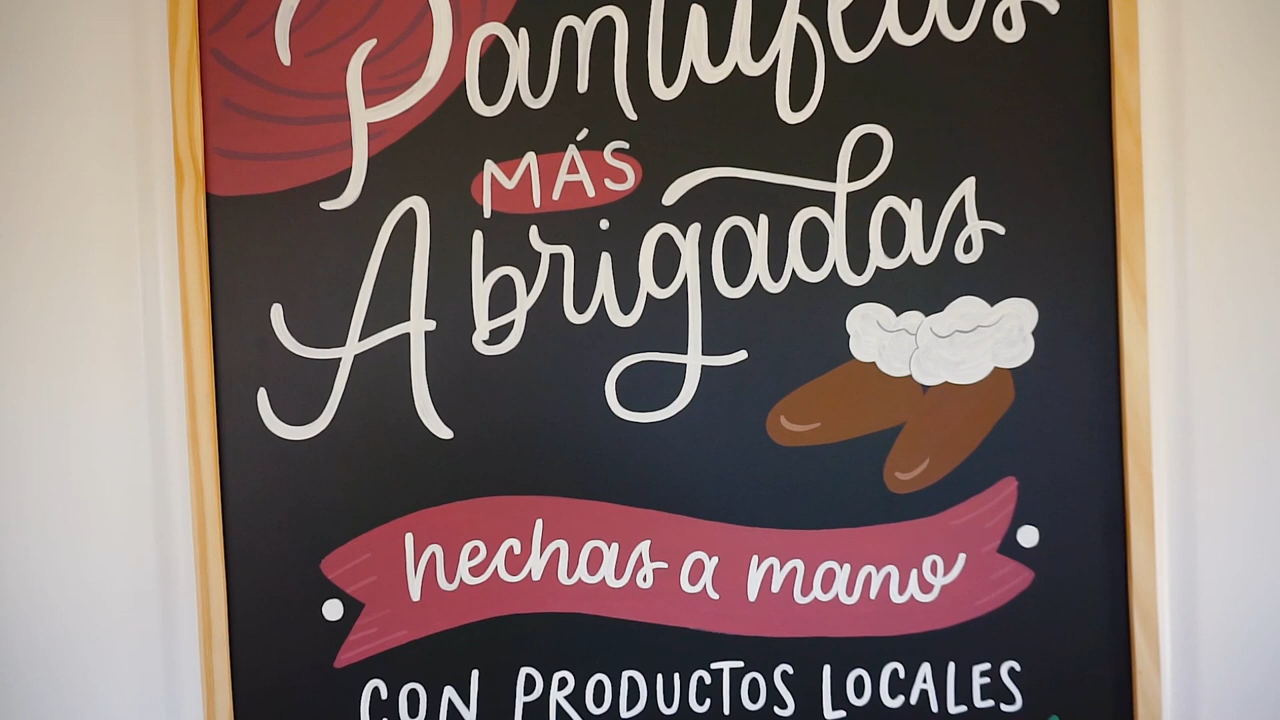 Pantuflas
MÁS
Abrigadas
hechas a mano
CON PRODUCTOS LOCALES